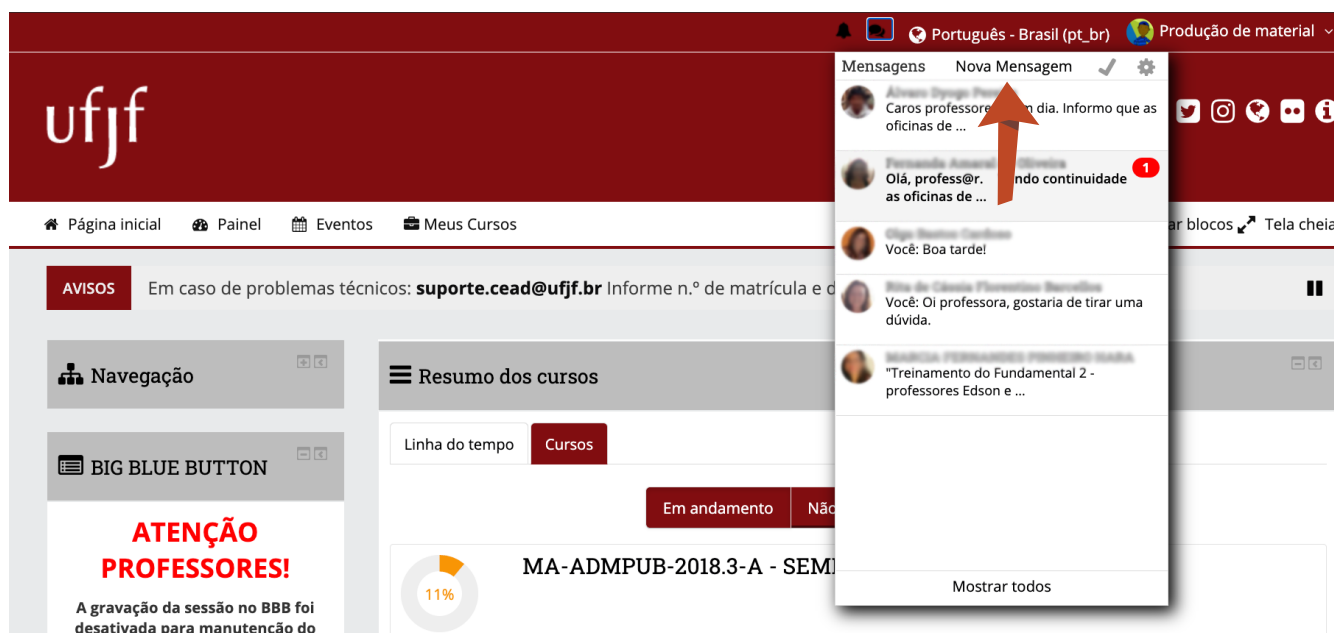 Português - Brasil (pt_br)
Produção de material
Mensagens
Nova Mensagem
ufjf
Caros professore
m dia. Informo que as
oficinas de ...
Olá, profess@r.
ndo continuidade
1
as oficinas de ...
Você: Boa tarde!
Você: Oi professora, gostaria de tirar uma
dúvida.
"Treinamento do Fundamental 2 -
professores Edson e ...
Mostrar todos
Página inicial
Painel
Eventos
Meus Cursos
ar blocos
Tela cheia
AVISOS
Em caso de problemas técnicos: suporte.cead@ufjf.br Informe n.º de matrícula e d
Navegação
Resumo dos cursos
Linha do tempo
Cursos
BIG BLUE BUTTON
Em andamento
Não
ATENÇÃO
PROFESSORES!
A gravação da sessão no BBB foi
desativada para manutenção do
11%
MA-ADMPUB-2018.3-A - SEMI